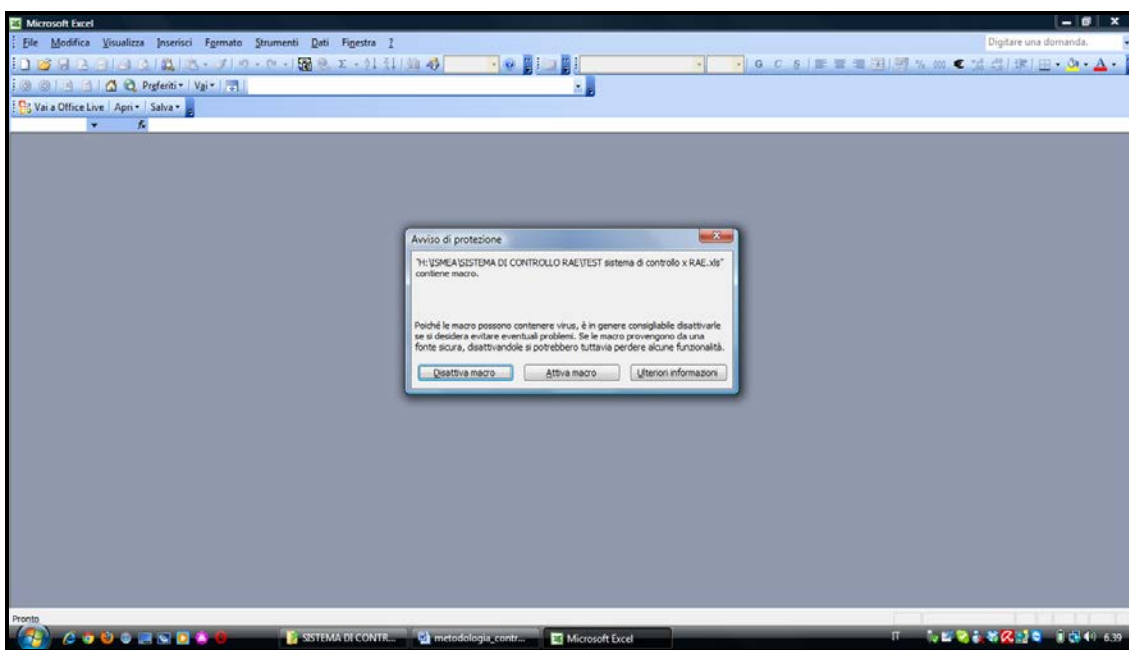 Microsoft Excel
File Modifica Visualizza Inserisci Formato Strumenti Dati Finestra ?
Digitare una domanda.
G C S
% 000 €
Preferiti Vai
Vai a Office Live Apri Salva
fx
Avviso di protezione
"H:\ISMEA\SISTEMA DI CONTROLLO RAE\TEST sistema di controllo x RAE.xls"
contiene macro.
Poiché le macro possono contenere virus, è in genere consigliabile disattivarle
se si desidera evitare eventuali problemi. Se le macro provengono da una
fonte sicura, disattivandole si potrebbero tuttavia perdere alcune funzionalità.
Disattiva macro Attiva macro Ulteriori informazioni
Pronto
SISTEMA DI CONTR... metodologia_contr... Microsoft Excel IT 6.39